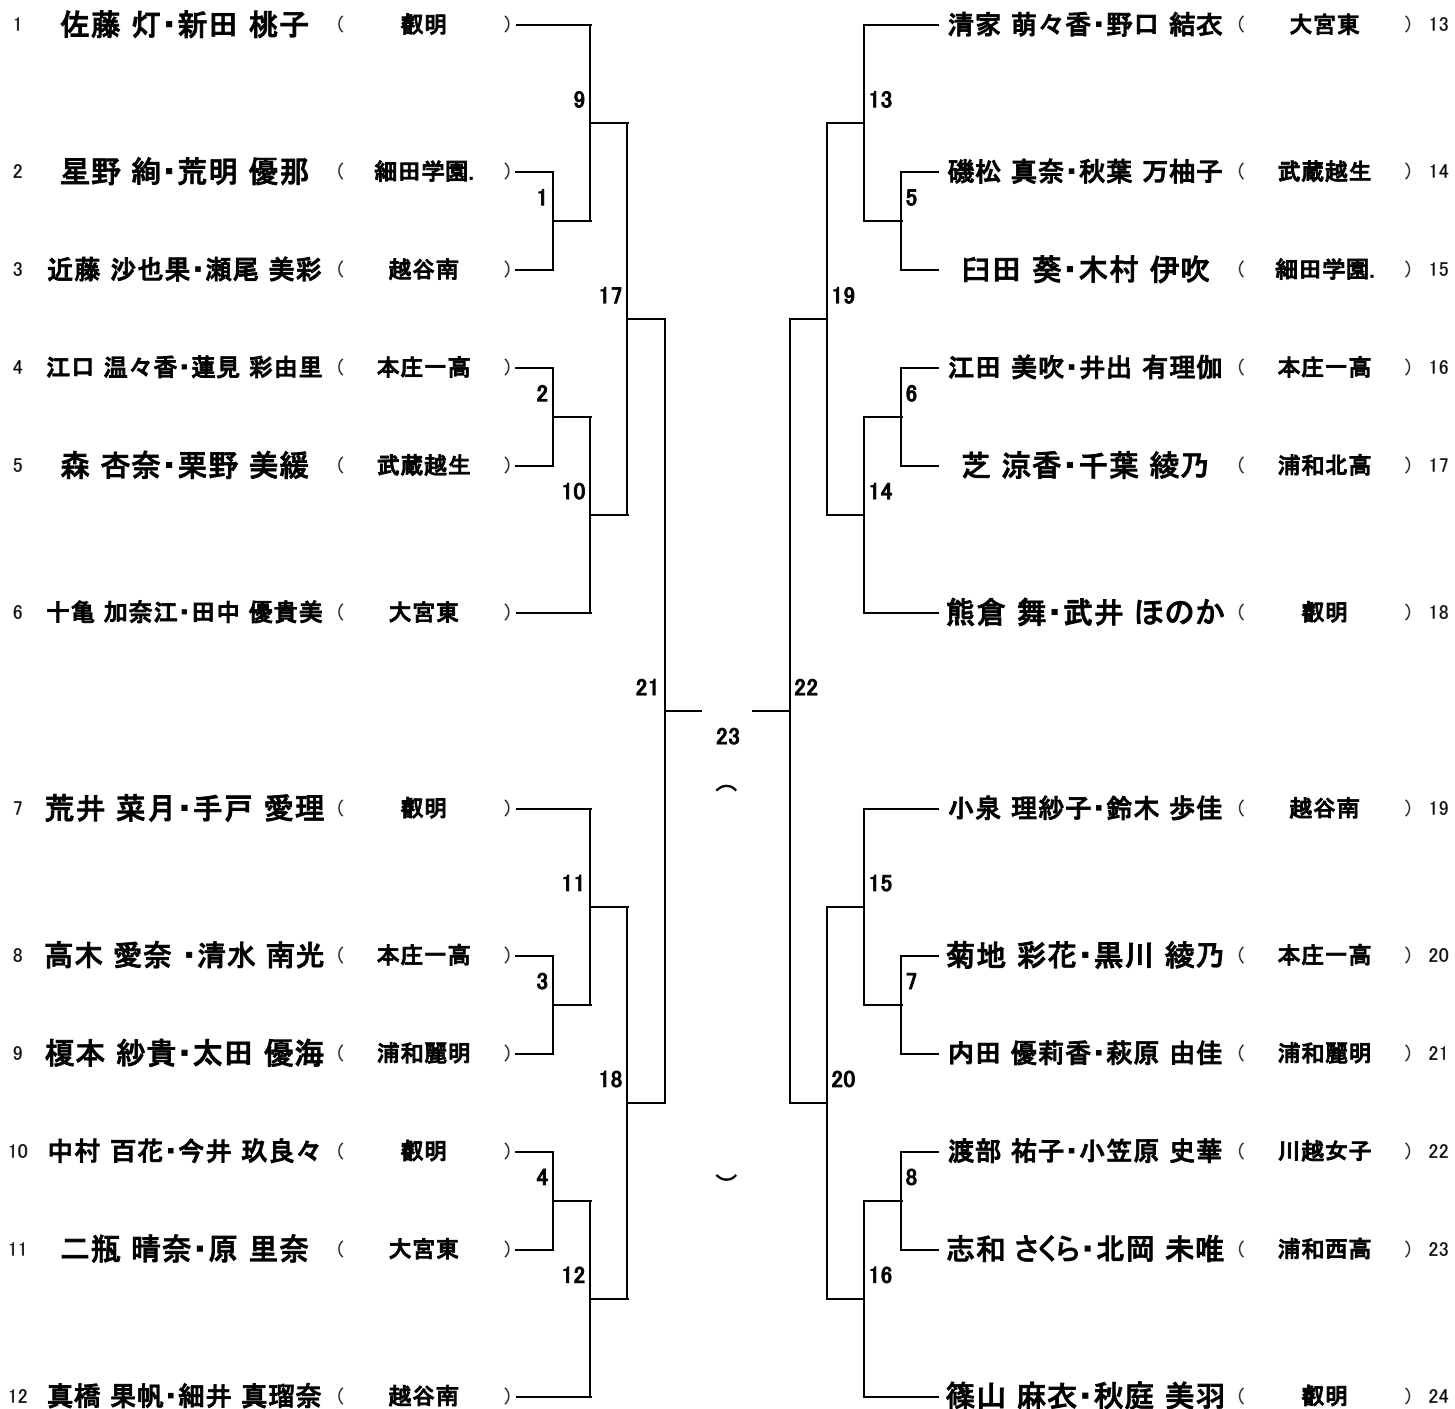 1 佐藤 灯・新田 桃子 （ 叡明 ）
9
2 星野 絢・荒明 優那 （ 細田学園. ）
1
3 近藤 沙也果・瀬尾 美彩 （ 越谷南 ）
17
4 江口 温々香・蓮見 彩由里 （ 本庄一高 ）
2
5 森 杏奈・栗野 美緩 （ 武蔵越生 ）
10
6 十亀 加奈江・田中 優貴美 （ 大宮東 ）
21
7 荒井 菜月・手戸 愛理 （ 叡明 ）
11
8 高木 愛奈 ・清水 南光 （ 本庄一高 ）
3
9 榎本 紗貴・太田 優海 （ 浦和麗明 ）
18
10 中村 百花・今井 玖良々 （ 叡明 ）
4
11 二瓶 晴奈・原 里奈 （ 大宮東 ）
12
12 真橋 果帆・細井 真瑠奈 （ 越谷南 ）
23
（
）
清家 萌々香・野口 結衣 （ 大宮東 ） 13
13
磯松 真奈・秋葉 万柚子 （ 武蔵越生 ） 14
5
臼田 葵・木村 伊吹 （ 細田学園. ） 15
19
江田 美吹・井出 有理伽 （ 本庄一高 ） 16
6
芝 涼香・千葉 綾乃 （ 浦和北高 ） 17
14
熊倉 舞・武井 ほのか （ 叡明 ） 18
22
小泉 理紗子・鈴木 歩佳 （ 越谷南 ） 19
15
菊地 彩花・黒川 綾乃 （ 本庄一高 ） 20
7
内田 優莉香・萩原 由佳 （ 浦和麗明 ） 21
20
渡部 祐子・小笠原 史華 （ 川越女子 ） 22
8
志和 さくら・北岡 未唯 （ 浦和西高 ） 23
16
篠山 麻衣・秋庭 美羽 （ 叡明 ） 24